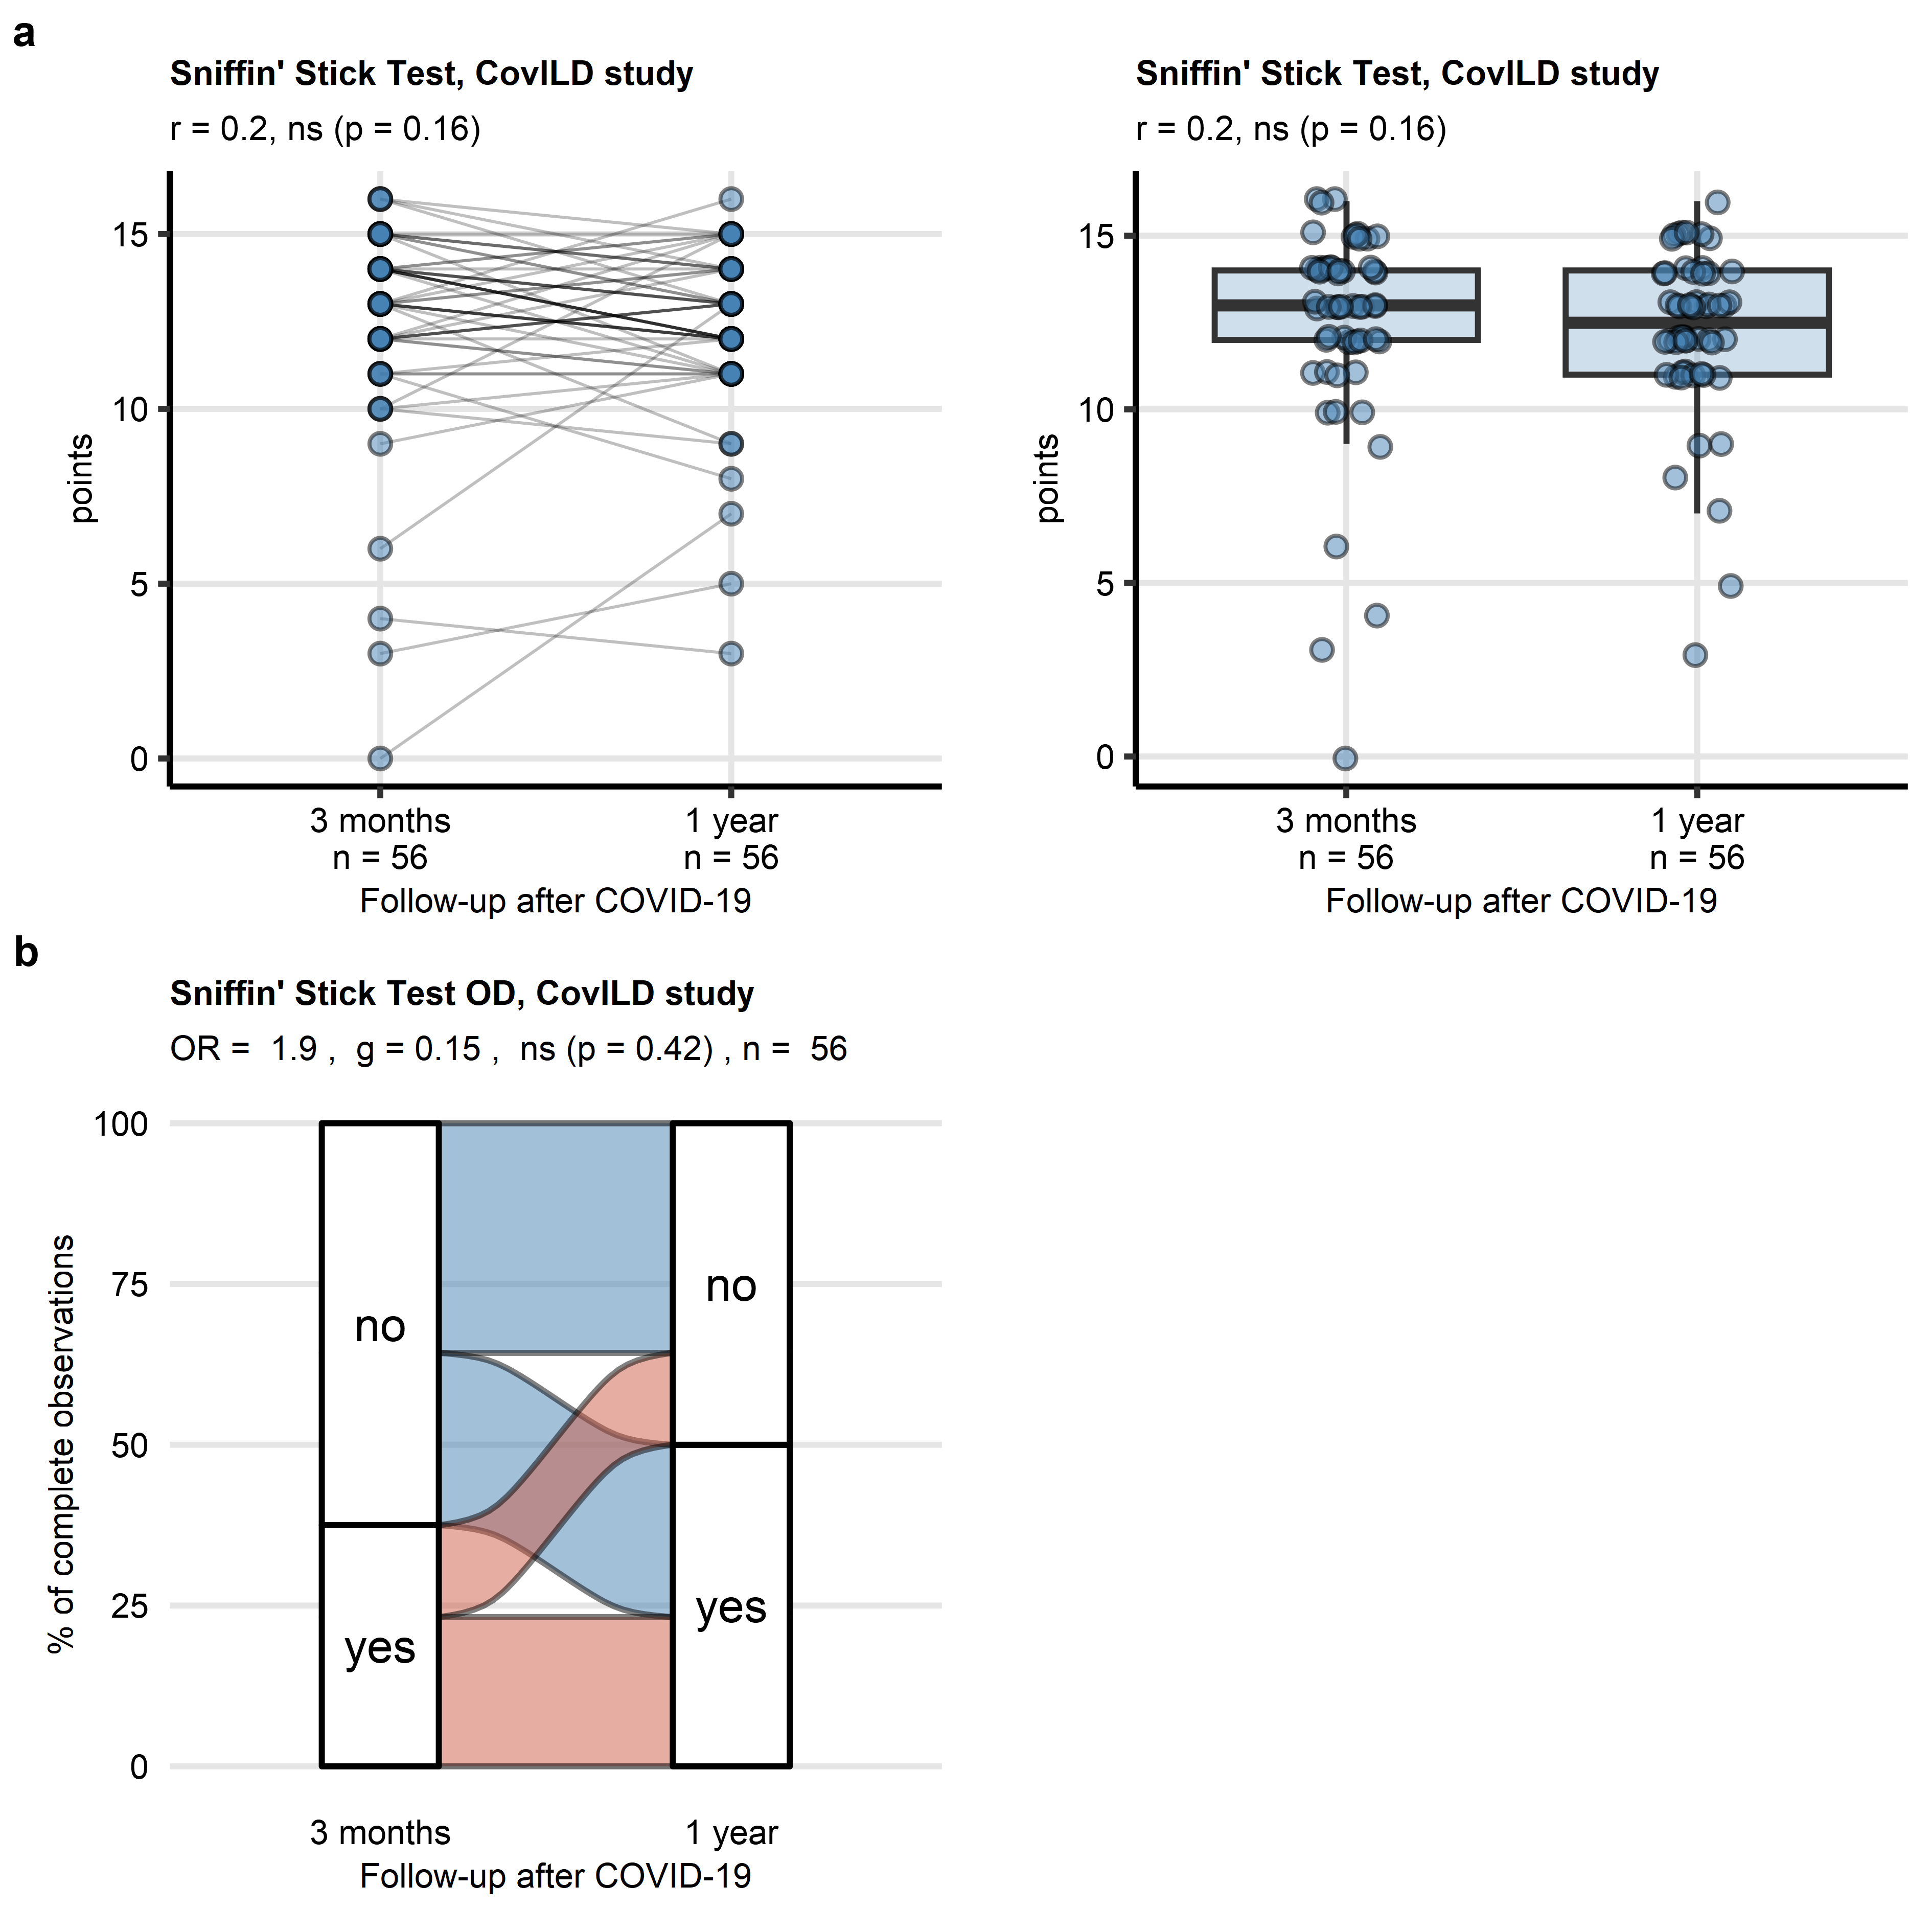 a
Sniffin' Stick Test, CovILD study
r = 0.2, ns (p = 0.16)
points
15
10
5
0
3 months
n = 56
1 year
n = 56
Follow-up after COVID-19
Sniffin' Stick Test, CovILD study
r = 0.2, ns (p = 0.16)
points
15
10
5
0
3 months
n = 56
1 year
n = 56
Follow-up after COVID-19
b
Sniffin' Stick Test OD, CovILD study
OR =  1.9 ,  g = 0.15 ,  ns (p = 0.42) , n =  56
% of complete observations
100
75
50
25
0
no
yes
no
yes
3 months
1 year
Follow-up after COVID-19